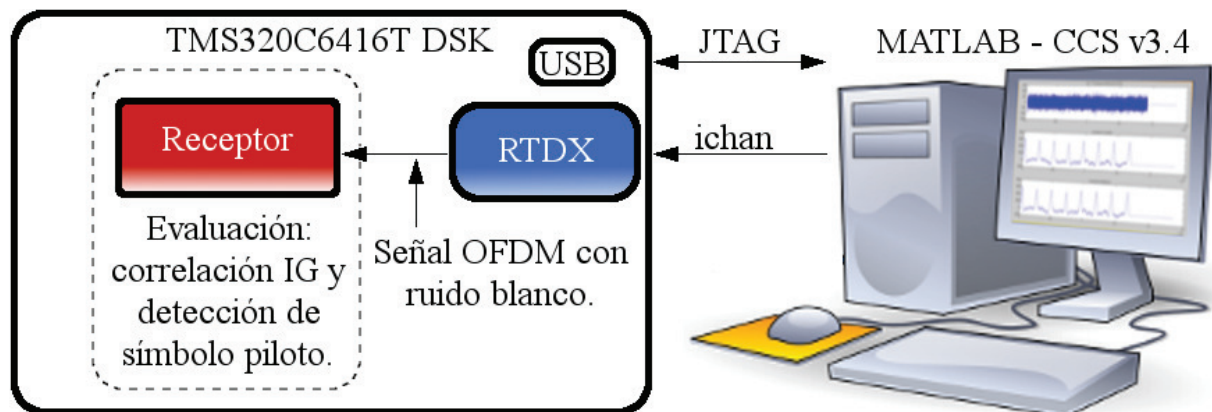 TMS320C6416T DSK
USB
JTAG
MATLAB - CCS v3.4
Receptor
RTDX
ichan
Evaluación:
correlación IG y
detección de
símbolo piloto.
Señal OFDM con
ruido blanco.